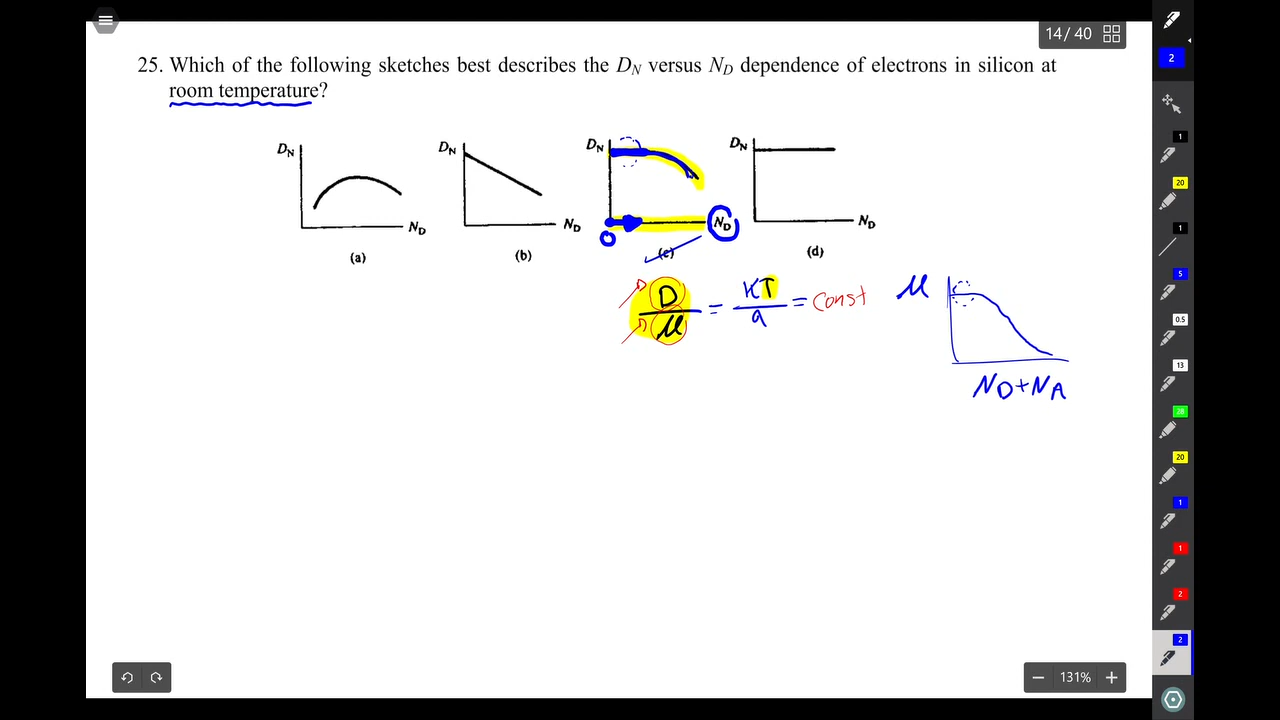 14/40
25. Which of the following sketches best describes the D_N versus N_D dependence of electrons in silicon at
room temperature?
D_N N_D (a)
D_N N_D (b)
D_N N_D 0 (c)
D_N N_D (d)
D/μ = KT/q = const
μ
N_D+N_A
2
1
20
1
5
0.5
13
28
20
1
1
2
2
131%